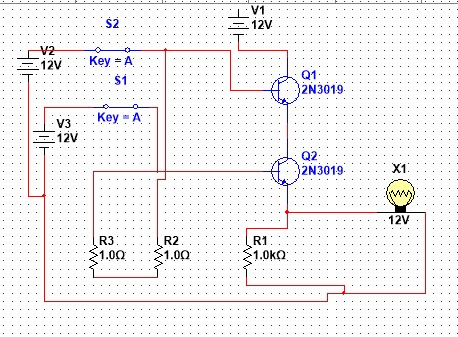 S2
V1
12V
V2
12V
Key = A
S1
Key = A
Q1
2N3019
V3
12V
Q2
2N3019
X1
12V
R3
1.0Ω
R2
1.0Ω
R1
1.0kΩ